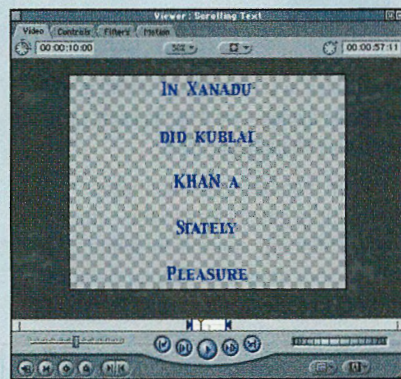 Viewer : Scrolling Text
Video Controls Filters Motion
00:00:10:00 50% 00:00:57:11
IN XANADU
DID KUBLAI
KHAN A
STATELY
PLEASURE